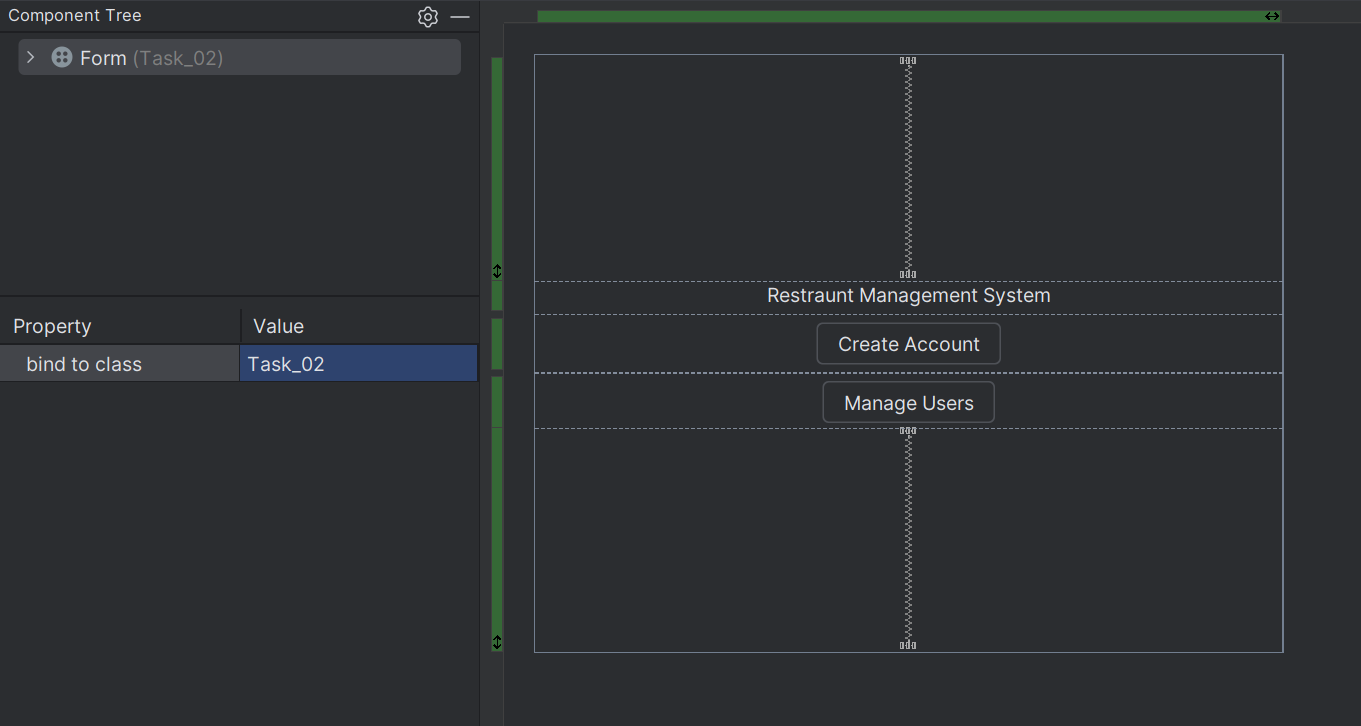 Component Tree
Form (Task_02)
Property Value
bind to class Task_02
Restraunt Management System
Create Account
Manage Users